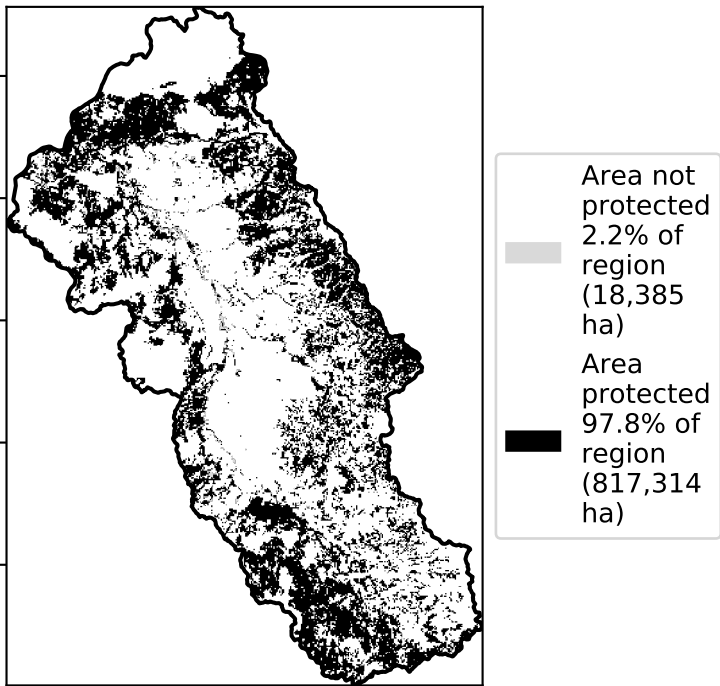 Area not
protected
2.2% of
region
(18,385
ha)
Area
protected
97.8% of
region
(817,314
ha)